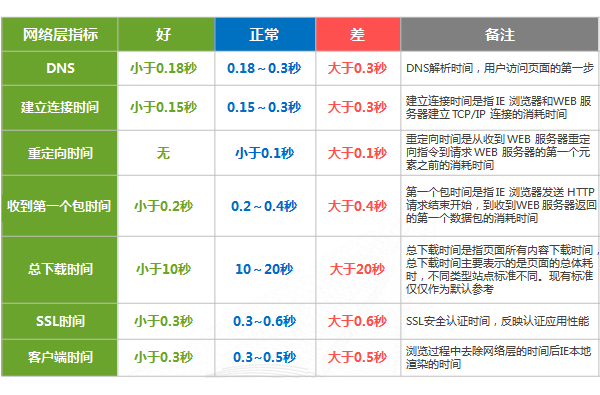 网络层指标 好 正常 差 备注
DNS 小于0.18秒 0.18～0.3秒 大于0.3秒 DNS解析时间，用户访问页面的第一步
建立连接时间 小于0.15秒 0.15～0.3秒 大于0.3秒 建立连接时间是指IE 浏览器和WEB 服
务器建立 TCP/IP 连接的消耗时间
重定向时间 无 小于0.1秒 大于0.1秒 重定向时间是从收到 WEB 服务器重定
向指令到请求 WEB 服务器的第一个元
素之前的消耗时间
收到第一个包时间 小于0.2秒 0.2～0.4秒 大于0.4秒 第一个包时间是指 IE 浏览器发送 HTTP
请求结束开始，到收到WEB 服务器返回
的第一个数据包的消耗时间
总下载时间 小于10秒 10～20秒 大于20秒 总下载时间是指页面所有内容下载时间，
总下载时间主要表示的是页面的总体耗
时，不同类型站点标准不同。现有标准
仅仅作为默认参考
SSL时间 小于0.3秒 0.3～0.6秒 大于0.6秒 SSL安全认证时间，反映认证应用性能
客户端时间 小于0.3秒 0.3～0.5秒 大于0.5秒 浏览过程中去除网络层的时间后IE本地
渲染的时间